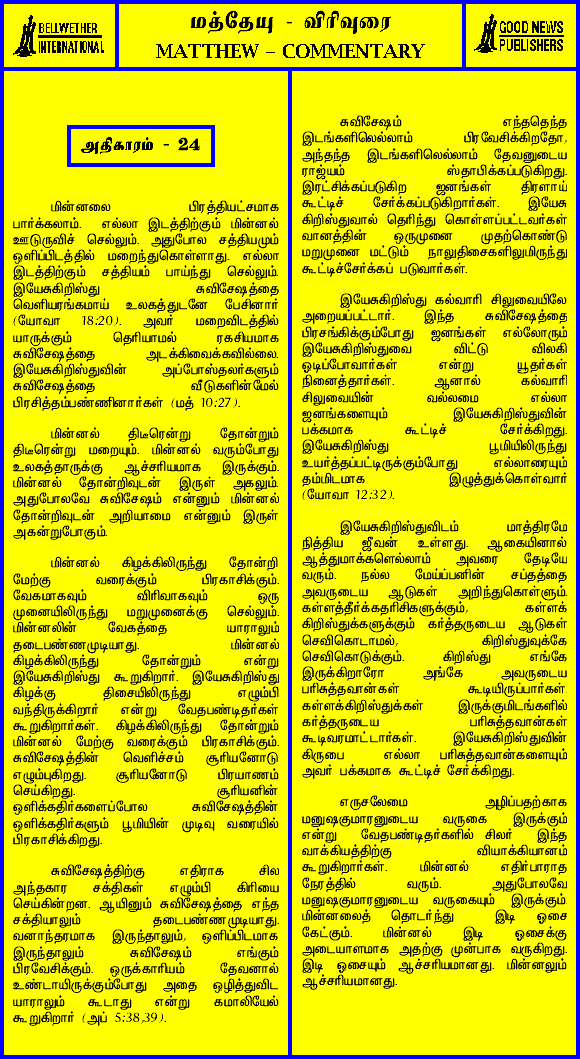 BELLWETHER
INTERNATIONAL
மத்தேயு - விரிவுரை
MATTHEW – COMMENTARY
GOOD NEWS
PUBLISHERS
அதிகாரம் - 24
மின்னலை பிரத்தியட்சமாக
பார்க்கலாம். எல்லா இடத்திற்கும் மின்னல்
ஊடுருவிச் செல்லும். அதுபோல சத்தியமும்
ஒளிப்பிடத்தில் மறைந்துகொள்ளாது. எல்லா
இடத்திற்கும் சத்தியம் பாய்ந்து செல்லும்.
இயேசுகிறிஸ்து சுவிசேஷத்தை
வெளியரங்கமாய் உலகத்துடனே பேசினார்
(யோவா 18:20). அவர் மறைவிடத்தில்
யாருக்கும் தெரியாமல் ரகசியமாக
சுவிசேஷத்தை அடக்கிவைக்கவில்லை.
இயேசுகிறிஸ்துவின் அப்போஸ்தலர்களும்
சுவிசேஷத்தை வீடுகளின்மேல்
பிரசித்தம்பண்ணினார்கள் (மத் 10:27).
மின்னல் திடீரென்று தோன்றும்
திடீரென்று மறையும். மின்னல் வரும்போது
உலகத்தாருக்கு ஆச்சரியமாக இருக்கும்.
மின்னல் தோன்றிவுடன் இருள் அகலும்.
அதுபோலவே சுவிசேஷம் என்னும் மின்னல்
தோன்றிவுடன் அறியாமை என்னும் இருள்
அகன்றுபோகும்.
மின்னல் கிழக்கிலிருந்து தோன்றி
மேற்கு வரைக்கும் பிரகாசிக்கும்.
வேகமாகவும் விரிவாகவும் ஒரு
முனையிலிருந்து மறுமுனைக்கு செல்லும்.
மின்னலின் வேகத்தை யாராலும்
தடைபண்ணமுடியாது. மின்னல்
கிழக்கிலிருந்து தோன்றும் என்று
இயேசுகிறிஸ்து கூறுகிறார். இயேசுகிறிஸ்து
கிழக்கு திசையிலிருந்து எழும்பி
வந்திருக்கிறார் என்று வேதபண்டிதர்கள்
கூறுகிறார்கள். கிழக்கிலிருந்து தோன்றும்
மின்னல் மேற்கு வரைக்கும் பிரகாசிக்கும்.
சுவிசேஷத்தின் வெளிச்சம் சூரியனோடு
எழும்புகிறது. சூரியனோடு பிரயாணம்
செய்கிறது. சூரியனின்
ஒளிக்கதிர்களைப்போல சுவிசேஷத்தின்
ஒளிக்கதிர்களும் பூமியின் முடிவு வரையில்
பிரகாசிக்கிறது.
சுவிசேஷத்திற்கு எதிராக சில
அந்தகார சக்திகள் எழும்பி கிரியை
செய்கின்றன. ஆயினும் சுவிசேஷத்தை எந்த
சக்தியாலும் தடைபண்ணமுடியாது.
வனாந்தரமாக இருந்தாலும், ஒளிப்பிடமாக
இருந்தாலும் சுவிசேஷம் எங்கும்
பிரவேசிக்கும். ஒருக்காரியம் தேவனால்
உண்டாயிருக்கும்போது அதை ஒழித்துவிட
யாராலும் கூடாது என்று கமாலியேல்
கூறுகிறார் (அப் 5:38,39).
சுவிசேஷம் எந்ததெந்த
இடங்களிலெல்லாம் பிரவேசிக்கிறதோ,
அந்தந்த இடங்களிலெல்லாம் தேவனுடைய
ராஜ்யம் ஸ்தாபிக்கப்படுகிறது.
இரட்சிக்கப்படுகிற ஜனங்கள் திரளாய்
கூட்டிச் சேர்க்கப்படுகிறார்கள். இயேசு
கிறிஸ்துவால் தெரிந்து கொள்ளப்பட்டவர்கள்
வானத்தின் ஒருமுனை முதற்கொண்டு
மறுமுனை மட்டும் நாலுதிசைகளிலுமிருந்து
கூட்டிச்சேர்க்கப் படுவார்கள்.
இயேசுகிறிஸ்து கல்வாரி சிலுவையிலே
அறையப்பட்டார். இந்த சுவிசேஷத்தை
பிரசங்கிக்கும்போது ஜனங்கள் எல்லோரும்
இயேசுகிறிஸ்துவை விட்டு விலகி
ஓடிப்போவார்கள் என்று யூதர்கள்
நினைத்தார்கள். ஆனால் கல்வாரி
சிலுவையின் வல்லமை எல்லா
ஜனங்களையும் இயேசுகிறிஸ்துவின்
பக்கமாக கூட்டிச் சேர்க்கிறது.
இயேசுகிறிஸ்து பூமியிலிருந்து
உயர்த்தப்பட்டிருக்கும்போது எல்லாரையும்
தம்மிடமாக இழுத்துக்கொள்வார்
(யோவா 12:32).
இயேசுகிறிஸ்துவிடம் மாத்திரமே
நித்திய ஜீவன் உள்ளது. ஆகையினால்
ஆத்துமாக்களெல்லாம் அவரை தேடியே
வரும். நல்ல மேய்ப்பனின் சப்தத்தை
அவருடைய ஆடுகள் அறிந்துகொள்ளும்.
கள்ளத்தீர்க்கதரிசிகளுக்கும், கள்ளக்
கிறிஸ்துக்களுக்கும் கர்த்தருடைய ஆடுகள்
செவிகொடாமல், கிறிஸ்துவுக்கே
செவிகொடுக்கும். கிறிஸ்து எங்கே
இருக்கிறாரோ அங்கே அவருடைய
பரிசுத்தவான்கள் கூடியிருப்பார்கள்.
கள்ளக்கிறிஸ்துக்கள் இருக்குமிடங்களில்
கர்த்தருடைய பரிசுத்தவான்கள்
கூடிவரமாட்டார்கள். இயேசுகிறிஸ்துவின்
கிருபை எல்லா பரிசுத்தவான்களையும்
அவர் பக்கமாக கூட்டிச் சேர்க்கிறது.
எருசலேமை அழிப்பதற்காக
மனுஷகுமாரனுடைய வருகை இருக்கும்
என்று வேதபண்டிதர்களில் சிலர் இந்த
வாக்கியத்திற்கு வியாக்கியானம்
கூறுகிறார்கள். மின்னல் எதிர்பாராத
நேரத்தில் வரும். அதுபோலவே
மனுஷகுமாரனுடைய வருகையும் இருக்கும்.
மின்னலைத் தொடர்ந்து இடி ஓசை
கேட்கும். மின்னல் இடி ஓசைக்கு
அடையாளமாக அதற்கு முன்பாக வருகிறது.
இடி ஓசையும் ஆச்சரியமானது. மின்னலும்
ஆச்சரியமானது.